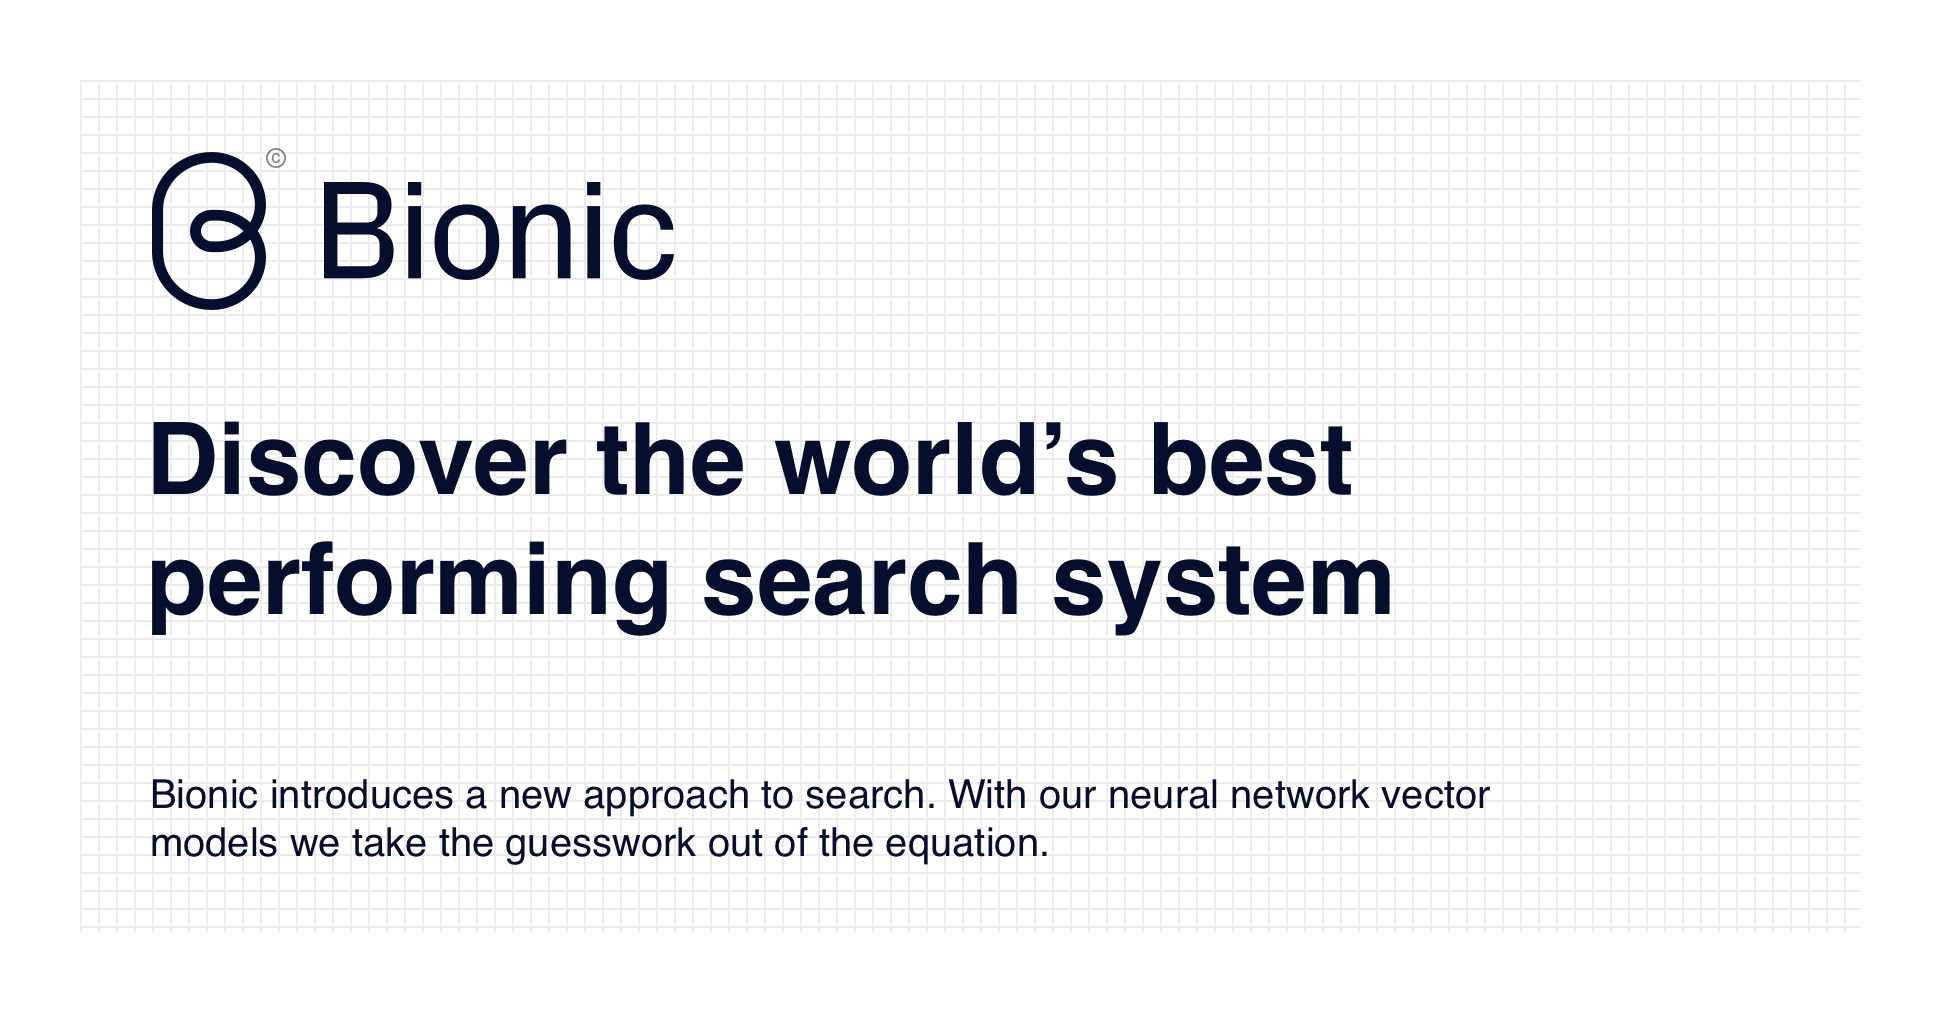 ©
Bionic
Discover the world’s best
performing search system
Bionic introduces a new approach to search. With our neural network vector
models we take the guesswork out of the equation.